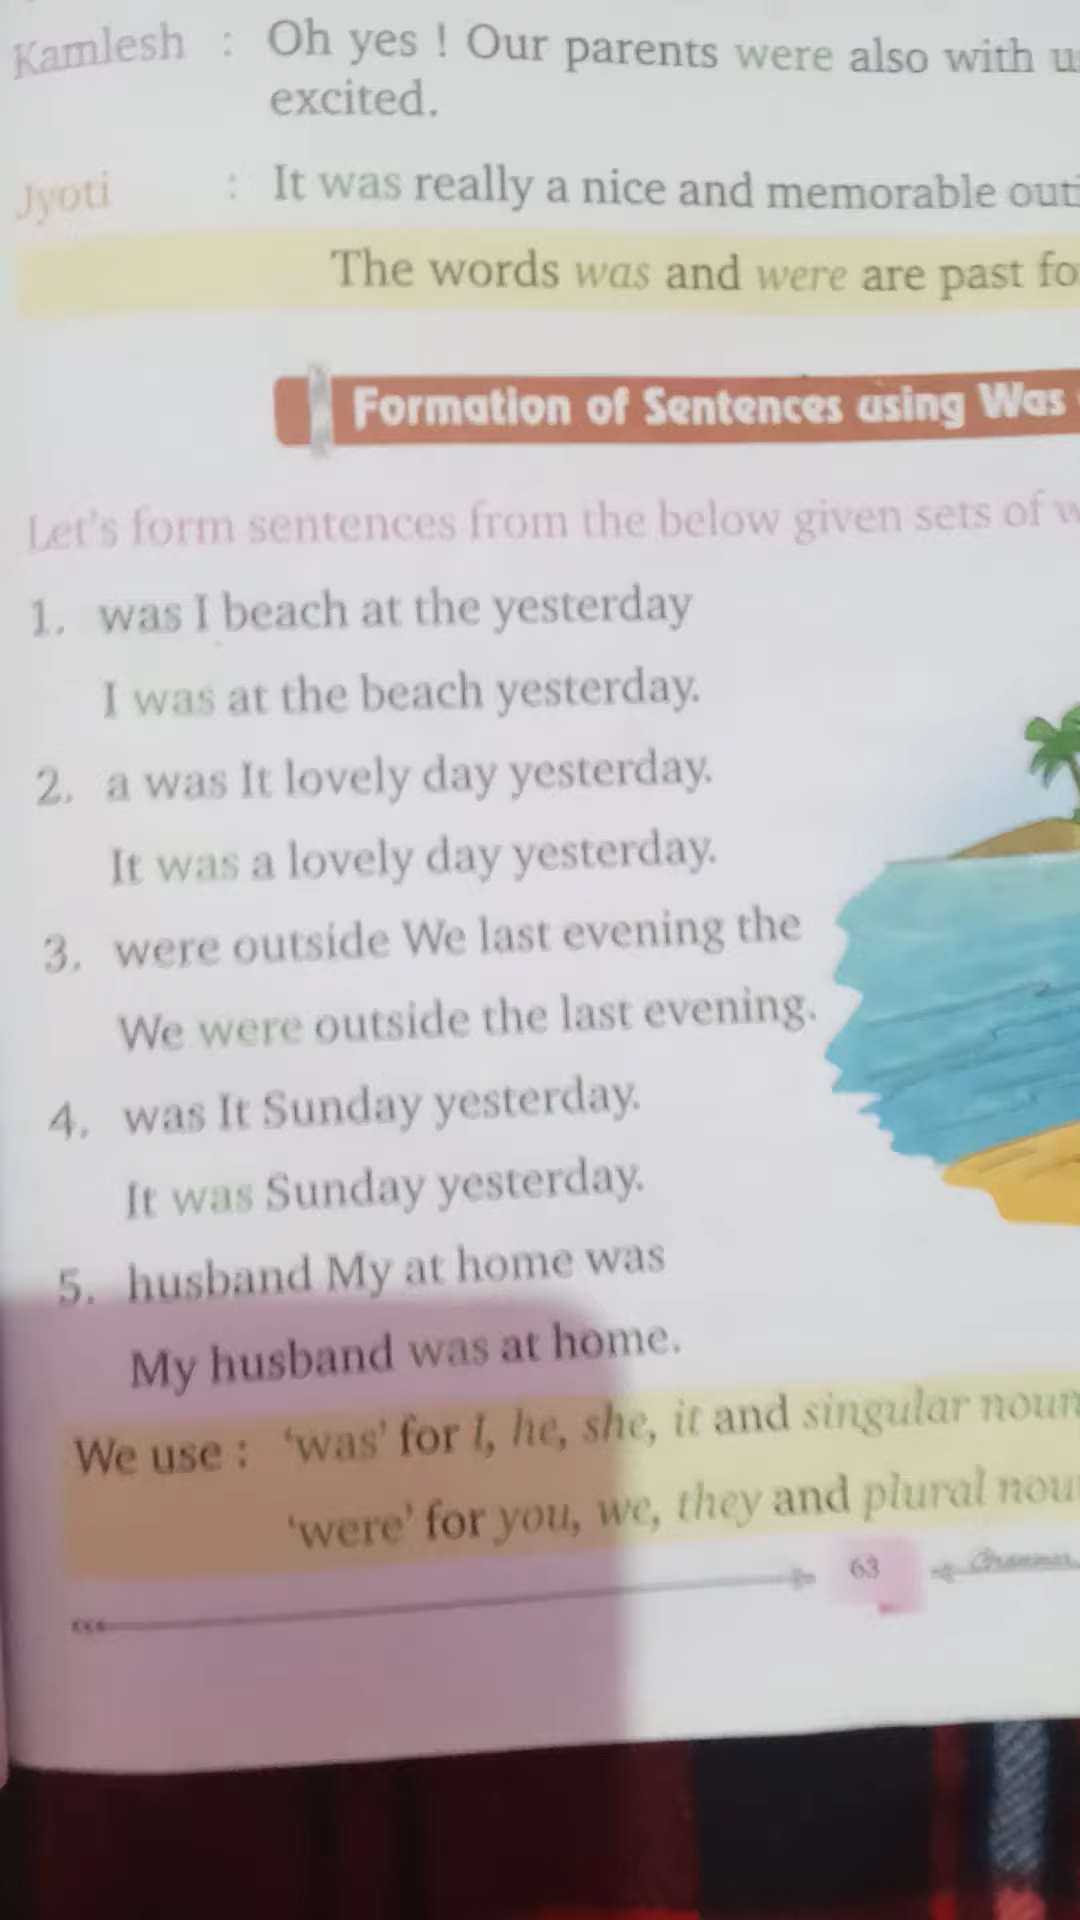 Kamlesh : Oh yes ! Our parents were also with
excited.
Jyoti : It was really a nice and memorable
The words was and were are past
Formation of Sentences using Was
Let's form sentences from the below given sets of
1. was I beach at the yesterday
I was at the beach yesterday.
2. a was It lovely day yesterday.
It was a lovely day yesterday.
3. were outside We last evening the
We were outside the last evening.
4. was It Sunday yesterday.
It was Sunday yesterday.
5. husband My at home was
My husband was at home.
We use : 'was' for I, he, she, it and singular
'were' for you, we, they and plural
63 Grammar